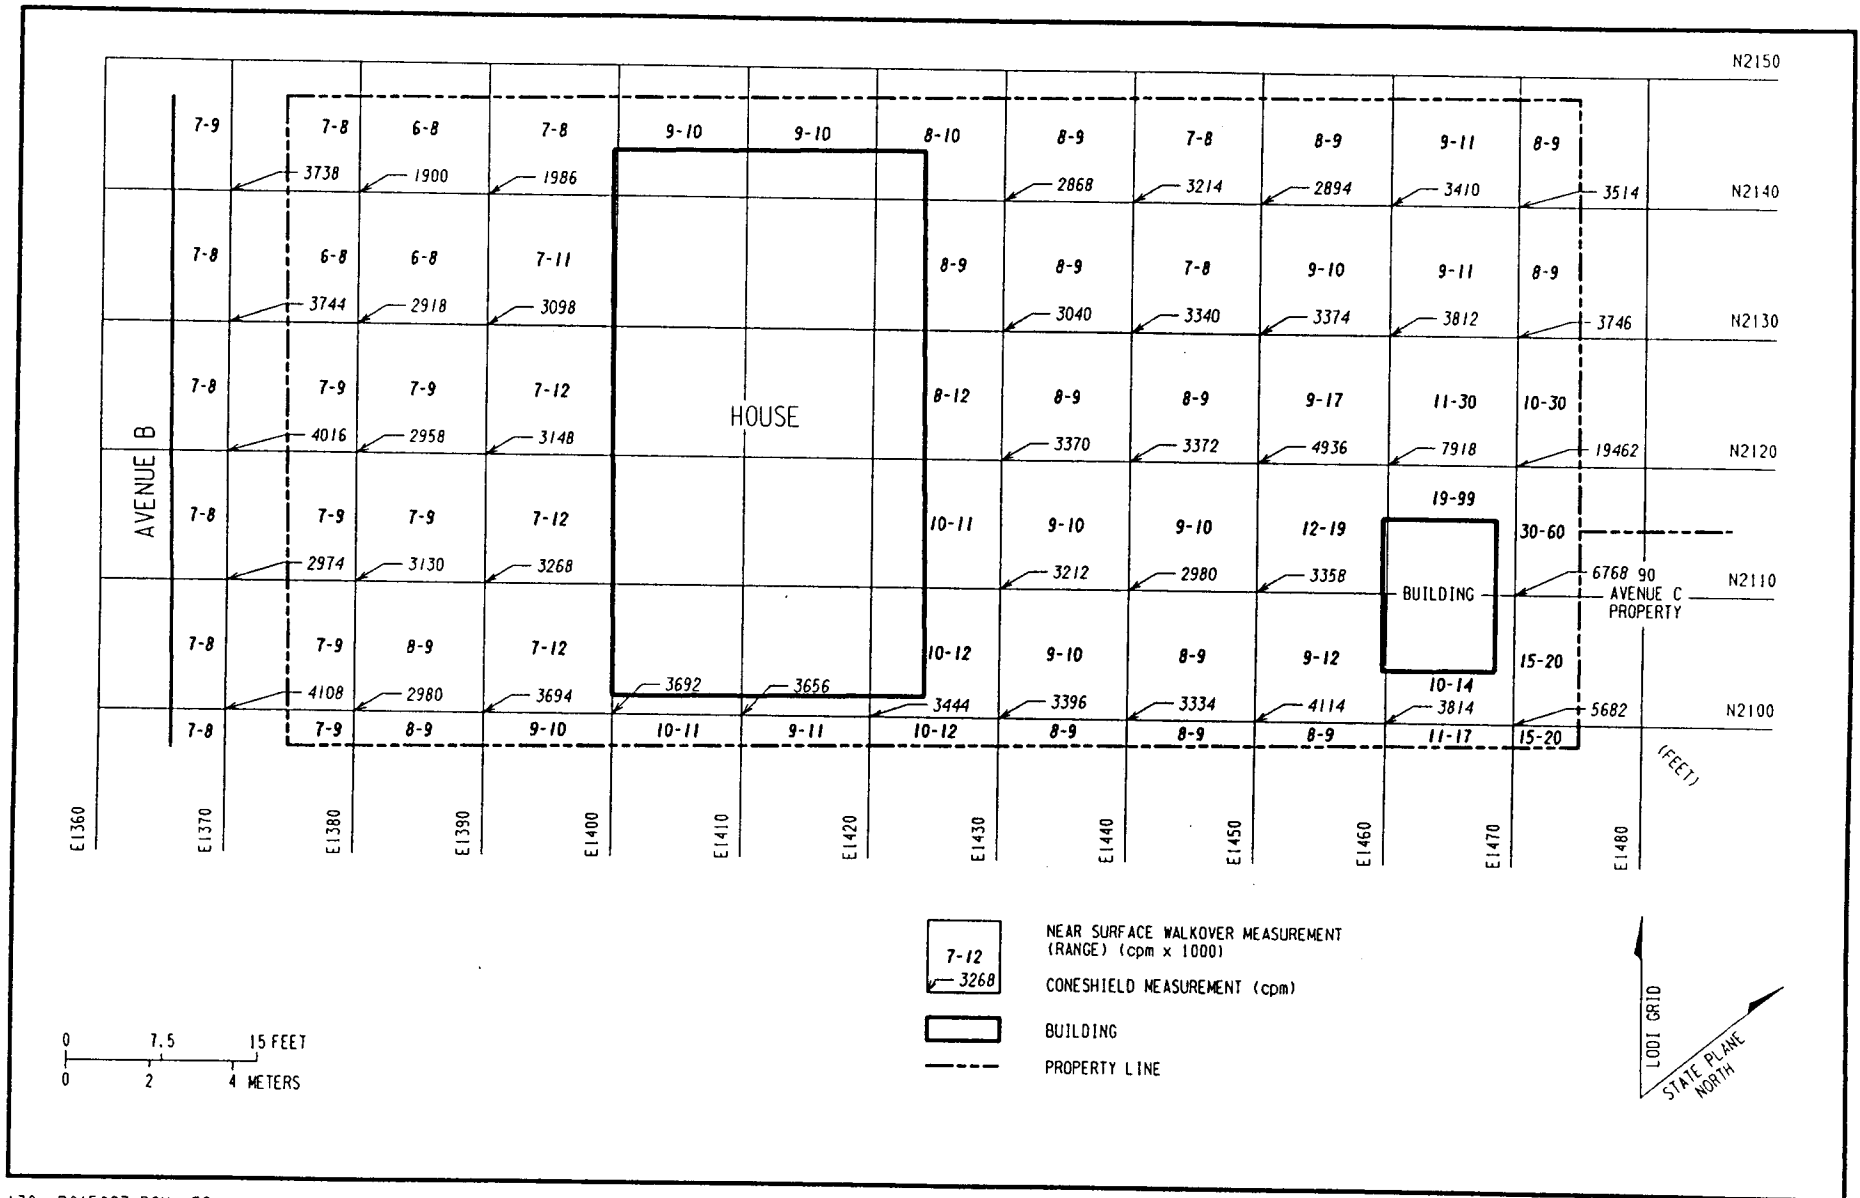 N2150
7-9 7-8 6-8 7-8 9-10 9-10 8-10 8-9 7-8 8-9 9-11 8-9
3738 1900 1986 2868 3214 2894 3410 3514 N2140
7-8 6-8 6-8 7-11 8-9 8-9 7-8 9-10 9-11 8-9
3744 2918 3098 3040 3340 3374 3812 3746 N2130
7-8 7-9 7-9 7-12 8-12 8-9 8-9 9-17 11-30 10-30
HOUSE
AVENUE B
4016 2958 3148 3370 3372 4936 7918 19462 N2120
19-99
7-8 7-9 7-9 7-12 10-11 9-10 9-10 12-19 30-60
2974 3130 3268 3212 2980 3358 6768 90 N2110
BUILDING AVENUE C
PROPERTY
7-8 7-9 8-9 7-12 10-12 9-10 8-9 9-12 15-20
10-14
4108 2980 3694 3692 3656 3444 3396 3334 4114 3814 5682 N2100
7-8 7-9 8-9 9-10 10-11 9-11 10-12 8-9 8-9 8-9 11-17 15-20
(FEET)
E1360 E1370 E1380 E1390 E1400 E1410 E1420 E1430 E1440 E1450 E1460 E1470 E1480
7-12
3268
NEAR SURFACE WALKOVER MEASUREMENT
(RANGE) (cpm x 1000)
CONESHIELD MEASUREMENT (cpm)
BUILDING
PROPERTY LINE
0 7.5 15 FEET
0 2 4 METERS
LODI GRID
STATE PLANE
NORTH